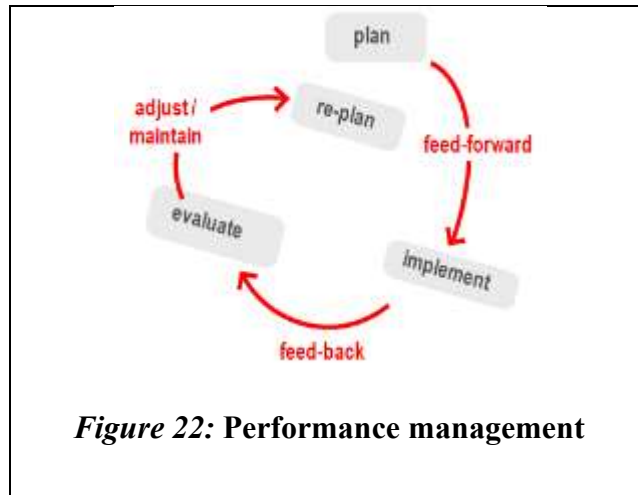 plan
re-plan
adjust/
maintain
feed-forward
evaluate
implement
feed-back
Figure 22: Performance management